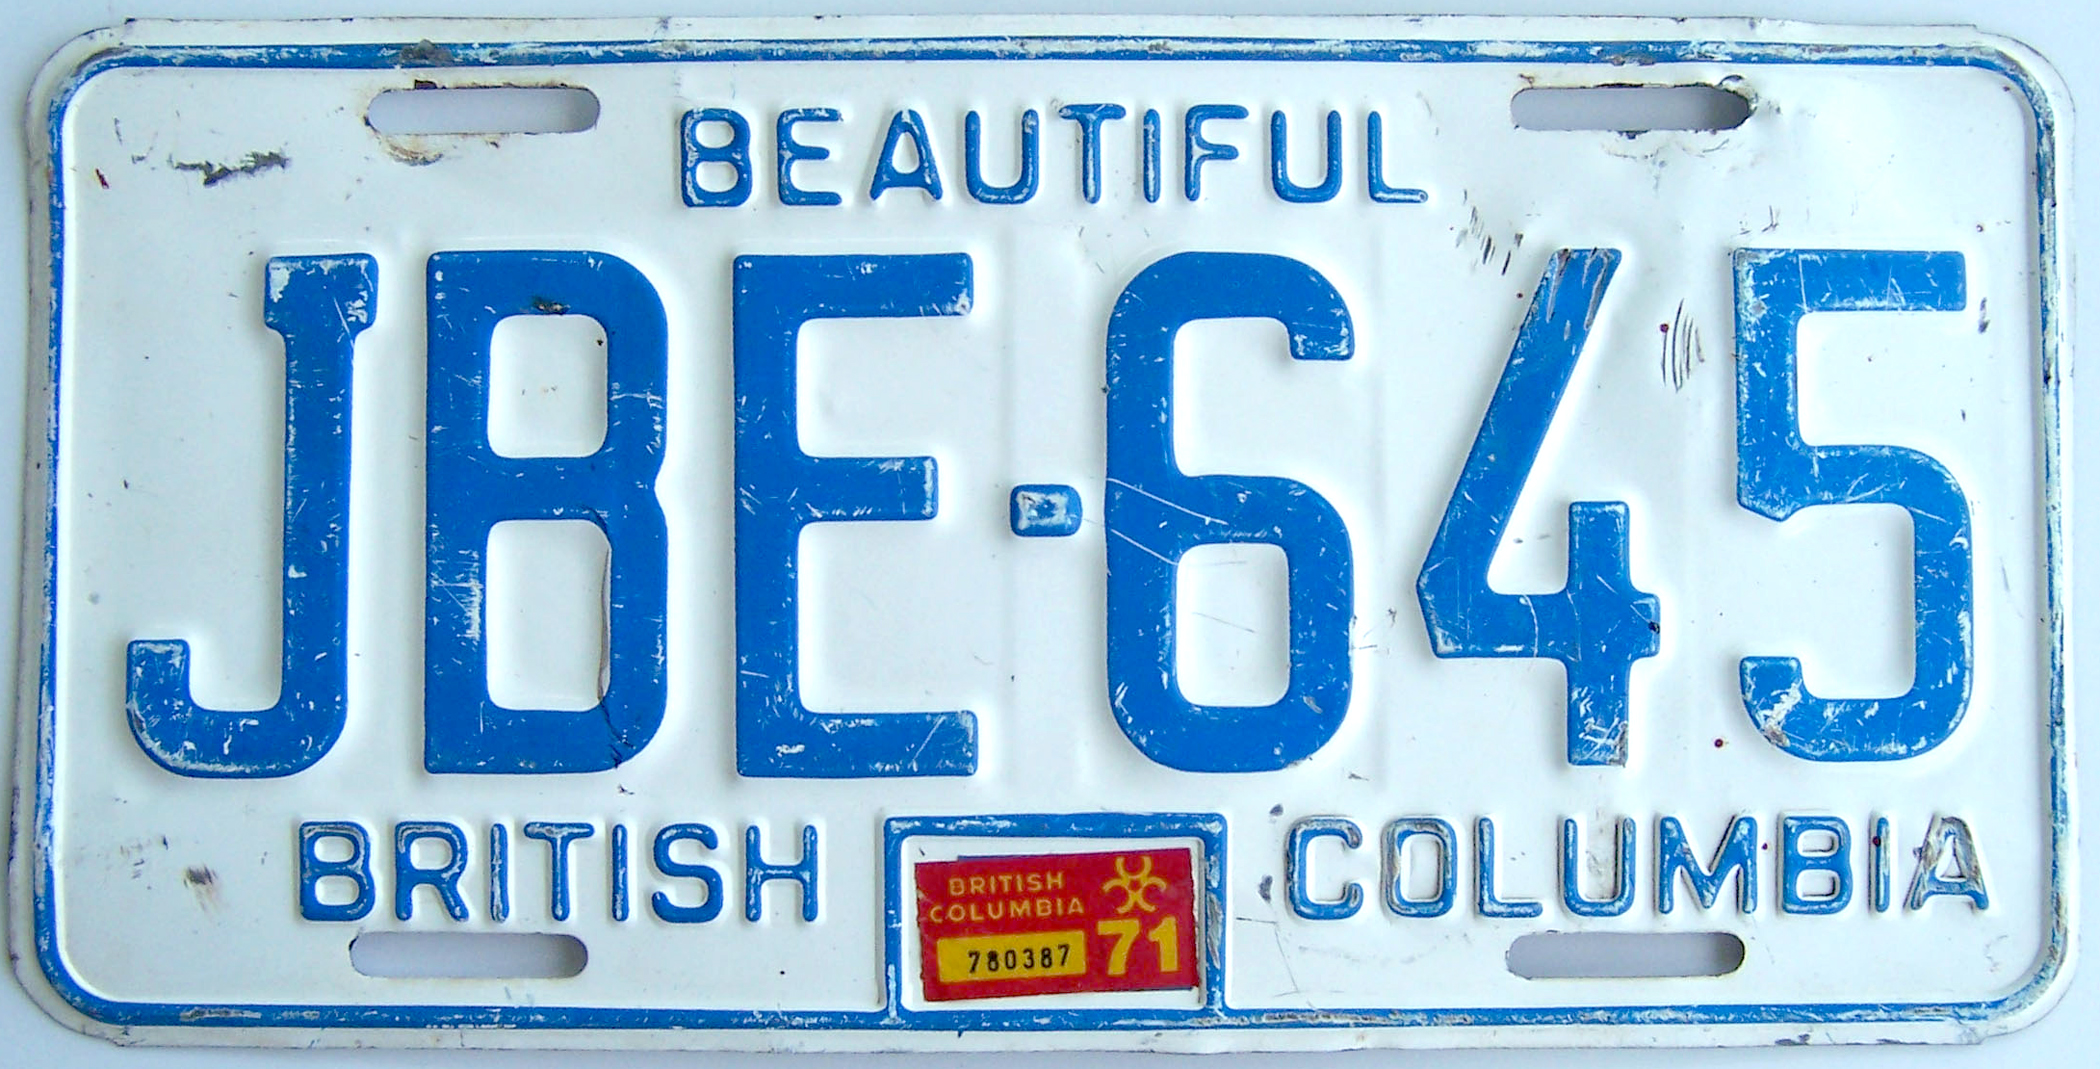 BEAUTIFUL
JBE-645
BRITISH COLUMBIA
BRITISH
COLUMBIA
780387 71